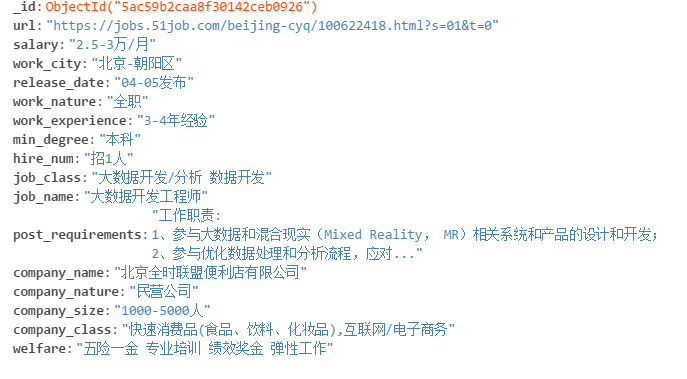 _id:ObjectId("5ac59b2caa8f30142ceb0926")
url:"https://jobs.51job.com/beijing-cyq/100622418.html?s=01&t=0"
salary:"2.5-3万/月"
work_city:"北京-朝阳区"
release_date:"04-05发布"
work_nature:"全职"
work_experience:"3-4年经验"
min_degree:"本科"
hire_num:"招1人"
job_class:"大数据开发/分析 数据开发"
job_name:"大数据开发工程师"
"工作职责:
post_requirements:1、参与大数据和混合现实（Mixed Reality， MR）相关系统和产品的设计和开发；
2、参与优化数据处理和分析流程，应对..."
company_name:"北京全时联盟便利店有限公司"
company_nature:"民营公司"
company_size:"1000-5000人"
company_class:"快速消费品(食品、饮料、化妆品),互联网/电子商务"
welfare:"五险一金 专业培训 绩效奖金 弹性工作"